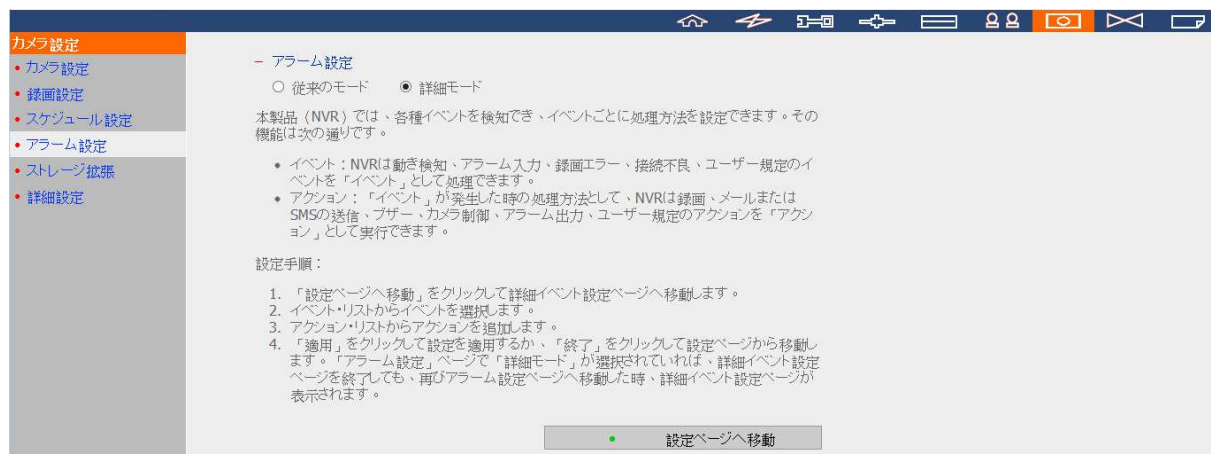 カメラ設定
• カメラ設定
• 録画設定
• スケジュール設定
• アラーム設定
• ストレージ拡張
• 詳細設定
− アラーム設定
従来のモード 詳細モード
本製品（NVR）では、各種イベントを検知でき、イベントごとに処理方法を設定できます。その
機能は次の通りです。
• イベント：NVRは動き検知、アラーム入力、録画エラー、接続不良、ユーザー規定のイ
ベントを「イベント」として処理できます。
• アクション：「イベント」が発生した時の処理方法として、NVRは録画、メールまたは
SMSの送信、ブザー、カメラ制御、アラーム出力、ユーザー規定のアクションを「アクシ
ョン」として実行できます。
設定手順：
1. 「設定ページへ移動」をクリックして詳細イベント設定ページへ移動します。
2. イベント・リストからイベントを選択します。
3. アクション・リストからアクションを追加します。
4. 「適用」をクリックして設定を適用するか、「終了」をクリックして設定ページから移動し
ます。「アラーム設定」ページで「詳細モード」が選択されていれば、詳細イベント設定
ページを終了しても、再びアラーム設定ページへ移動した時、詳細イベント設定ページが
表示されます。
設定ページへ移動